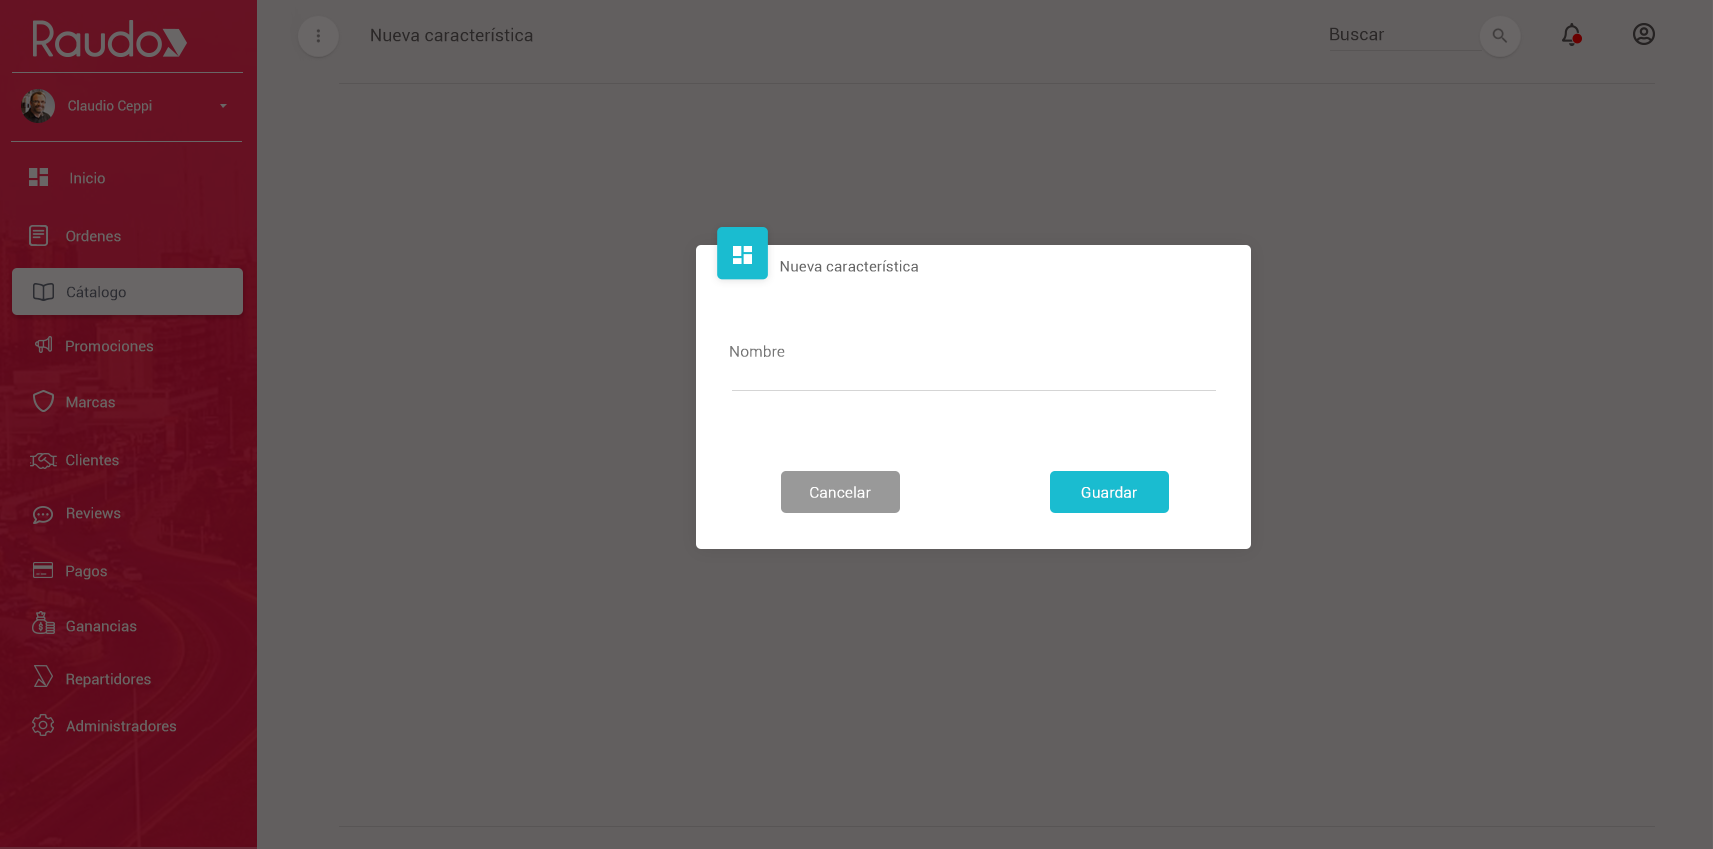 Raudo
Nueva característica
Buscar
Claudio Ceppi
Inicio
Ordenes
Cátalogo
Promociones
Marcas
Clientes
Reviews
Pagos
Ganancias
Repartidores
Administradores
Nueva característica
Nombre
Cancelar
Guardar